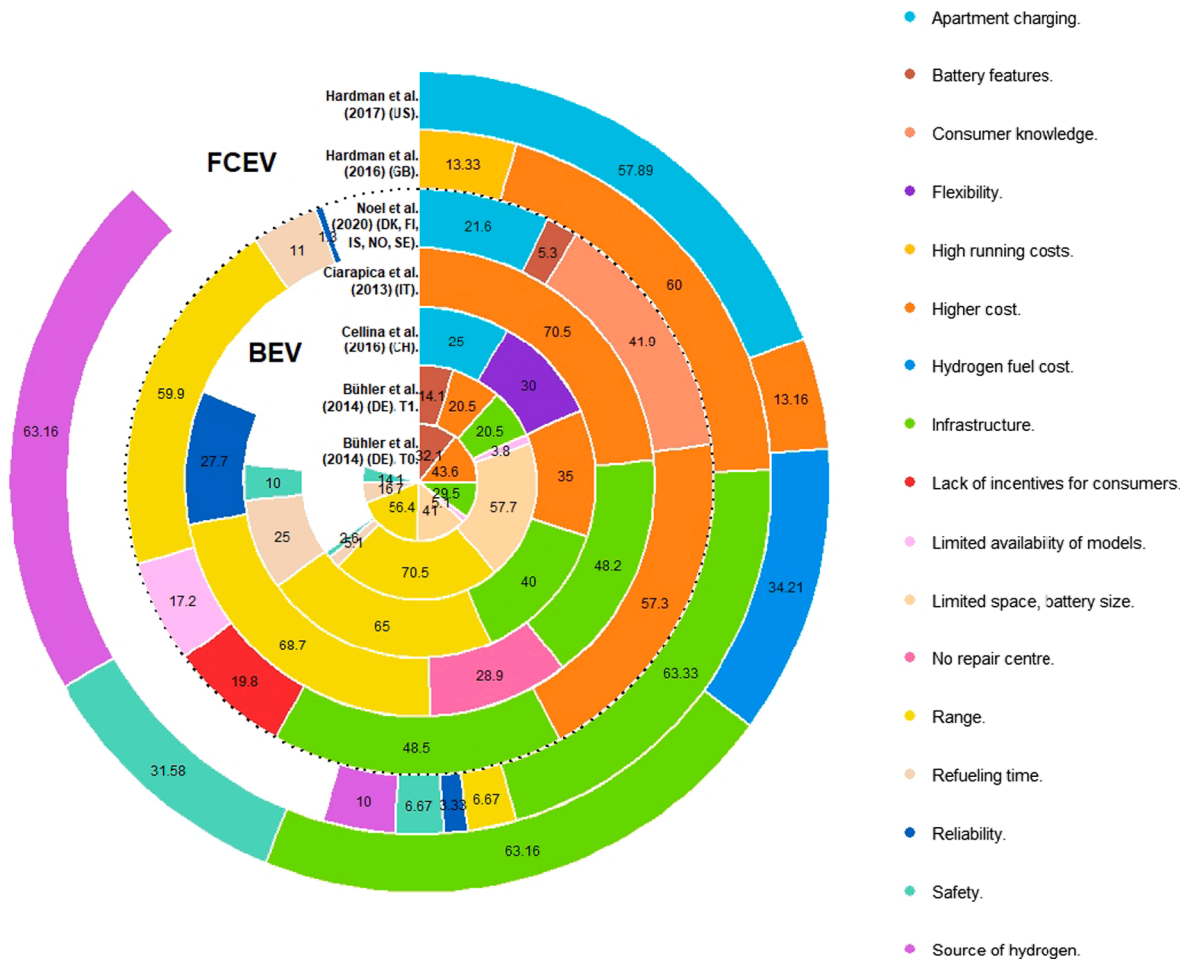 FCEV
BEV
Hardman et al.
(2017) (US).
Hardman et al.
(2016) (GB).
Noel et al.
(2020) (DK, FI,
IS, NO, SE).
Ciarapica et al.
(2013) (IT).
Cellina et al.
(2016) (CH).
Bühler et al.
(2014) (DE). T1.
Bühler et al.
(2014) (DE). T0.
57.89
13.16
34.21
63.16
31.58
63.16
13.33
60
63.33
6.67
3.33
6.67
10
21.6
5.3
41.9
57.3
48.5
19.8
17.2
59.9
11
1.3
70.5
48.2
28.9
68.7
27.7
25
30
35
40
65
25
10
14.1
20.5
20.5
3.8
57.7
70.5
5.1
2.6
32.1
43.6
29.5
5.1
41
56.4
16.7
14.1
Apartment charging.
Battery features.
Consumer knowledge.
Flexibility.
High running costs.
Higher cost.
Hydrogen fuel cost.
Infrastructure.
Lack of incentives for consumers.
Limited availability of models.
Limited space, battery size.
No repair centre.
Range.
Refueling time.
Reliability.
Safety.
Source of hydrogen.